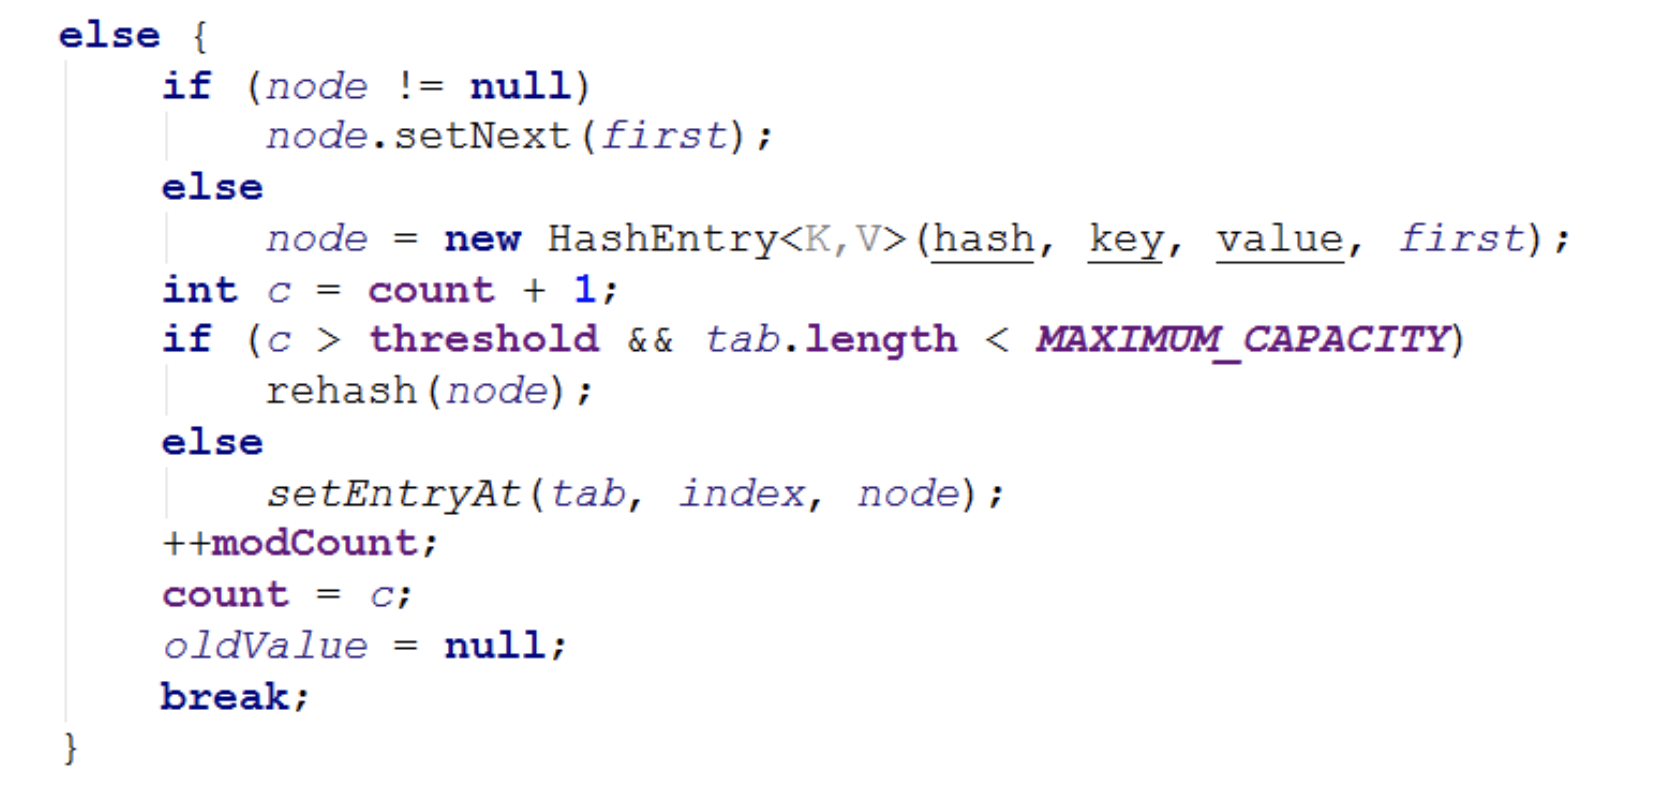 else {
    if (node != null)
        node.setNext(first);
    else
        node = new HashEntry<K,V>(hash, key, value, first);
    int c = count + 1;
    if (c > threshold && tab.length < MAXIMUM_CAPACITY)
        rehash(node);
    else
        setEntryAt(tab, index, node);
    ++modCount;
    count = c;
    oldValue = null;
    break;
}